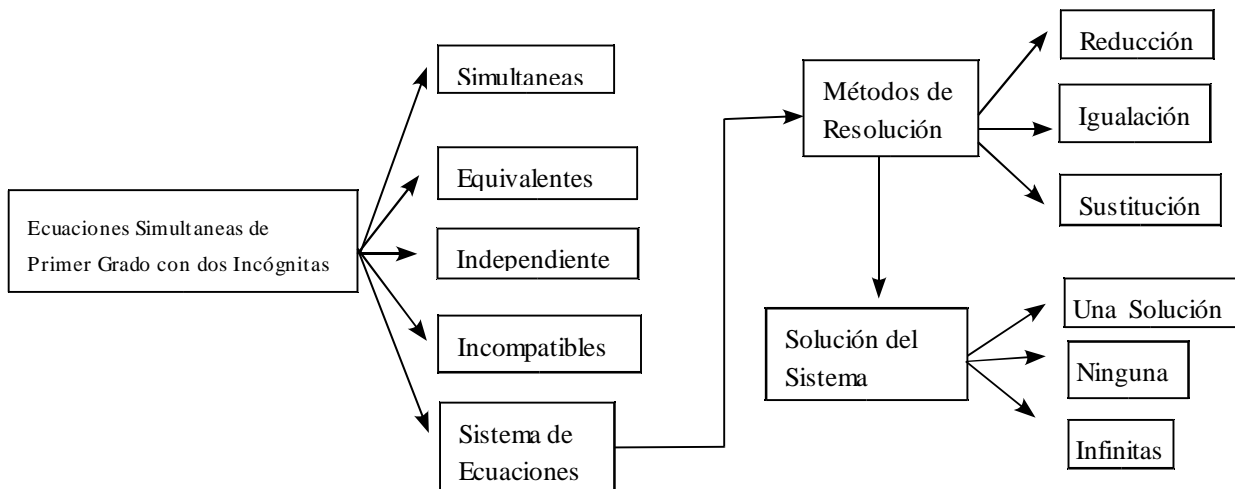 Ecuaciones Simultaneas de
Primer Grado con dos Incógnitas
Simultaneas
Equivalentes
Independiente
Incompatibles
Sistema de
Ecuaciones
Métodos de
Resolución
Reducción
Igualación
Sustitución
Solución del
Sistema
Una Solución
Ninguna
Infinitas